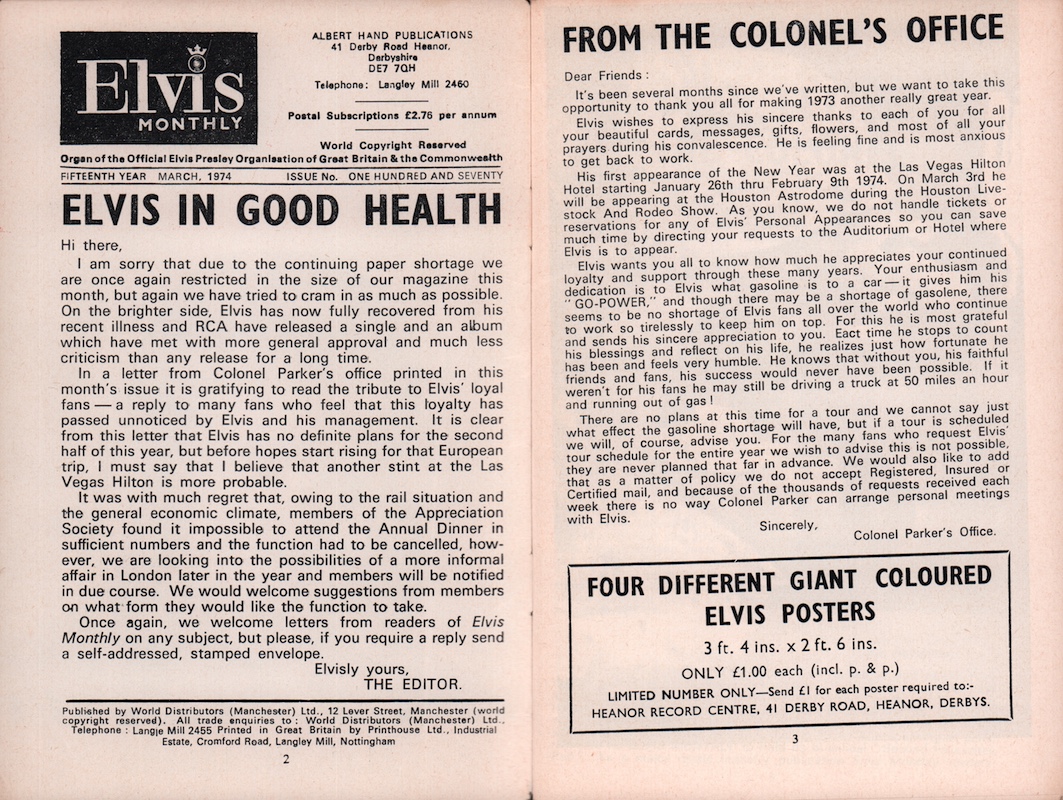 Elvis
MONTHLY
ALBERT HAND PUBLICATIONS
41 Derby Road Heanor,
Derbyshire
DE7 7QH
Telephone: Langley Mill 2460
Postal Subscriptions £2.76 per annum
World Copyright Reserved
Organ of the Official Elvis Presley Organisation of Great Britain & the Commonwealth
FIFTEENTH YEAR MARCH, 1974 ISSUE No. ONE HUNDRED AND SEVENTY
ELVIS IN GOOD HEALTH
Hi there,
I am sorry that due to the continuing paper shortage we
are once again restricted in the size of our magazine this
month, but again we have tried to cram in as much as possible.
On the brighter side, Elvis has now fully recovered from his
recent illness and RCA have released a single and an album
which have met with more general approval and much less
criticism than any release for a long time.
In a letter from Colonel Parker's office printed in this
month's issue it is gratifying to read the tribute to Elvis' loyal
fans — a reply to many fans who feel that this loyalty has
passed unnoticed by Elvis and his management. It is clear
from this letter that Elvis has no definite plans for the second
half of this year, but before hopes start rising for that European
trip, I must say that I believe that another stint at the Las
Vegas Hilton is more probable.
It was with much regret that, owing to the rail situation and
the general economic climate, members of the Appreciation
Society found it impossible to attend the Annual Dinner in
sufficient numbers and the function had to be cancelled, how-
ever, we are looking into the possibilities of a more informal
affair in London later in the year and members will be notified
in due course. We would welcome suggestions from members
on what form they would like the function to take.
Once again, we welcome letters from readers of Elvis
Monthly on any subject, but please, if you require a reply send
a self-addressed, stamped envelope.
Elvisly yours,
THE EDITOR.
Published by World Distributors (Manchester) Ltd., 12 Lever Street, Manchester (world
copyright reserved). All trade enquiries to: World Distributors (Manchester) Ltd.,
Telephone: Langle Mill 2455 Printed in Great Britain by Printhouse Ltd., Industrial
Estate, Cromford Road, Langley Mill, Nottingham
2
FROM THE COLONEL'S OFFICE
Dear Friends:
It's been several months since we've written, but we want to take this
opportunity to thank you all for making 1973 another really great year.
Elvis wishes to express his sincere thanks to each of you for all
your beautiful cards, messages, gifts, flowers, and most of all your
prayers during his convalescence. He is feeling fine and is most anxious
to get back to work.
His first appearance of the New Year was at the Las Vegas Hilton
Hotel starting January 26th thru February 9th 1974. On March 3rd he
will be appearing at the Houston Astrodome during the Houston Live-
stock And Rodeo Show. As you know, we do not handle tickets or
reservations for any of Elvis' Personal Appearances so you can save
much time by directing your requests to the Auditorium or Hotel where
Elvis is to appear.
Elvis wants you all to know how much he appreciates your continued
loyalty and support through these many years. Your enthusiasm and
dedication is to Elvis what gasoline is to a car — it gives him his
"GO-POWER," and though there may be a shortage of gasolene, there
seems to be no shortage of Elvis fans all over the world who continue
to work so tirelessly to keep him on top. For this he is most grateful
and sends his sincere appreciation to you. Eact time he stops to count
his blessings and reflect on his life, he realizes just how fortunate he
has been and feels very humble. He knows that without you, his faithful
friends and fans, his success would never have been possible. If it
weren't for his fans he may still be driving a truck at 50 miles an hour
and running out of gas!
There are no plans at this time for a tour and we cannot say just
what effect the gasoline shortage will have, but if a tour is scheduled
we will, of course, advise you. For the many fans who request Elvis'
tour schedule for the entire year we wish to advise this is not possible,
they are never planned that far in advance. We would also like to add
that as a matter of policy we do not accept Registered, Insured or
Certified mail, and because of the thousands of requests received each
week there is no way Colonel Parker can arrange personal meetings
with Elvis.
Sincerely,
Colonel Parker's Office.
FOUR DIFFERENT GIANT COLOURED
ELVIS POSTERS
3 ft. 4 ins. x 2 ft. 6 ins.
ONLY £1.00 each (incl. p. & p.)
LIMITED NUMBER ONLY—Send £1 for each poster required to:-
HEANOR RECORD CENTRE, 41 DERBY ROAD, HEANOR, DERBYS.
3